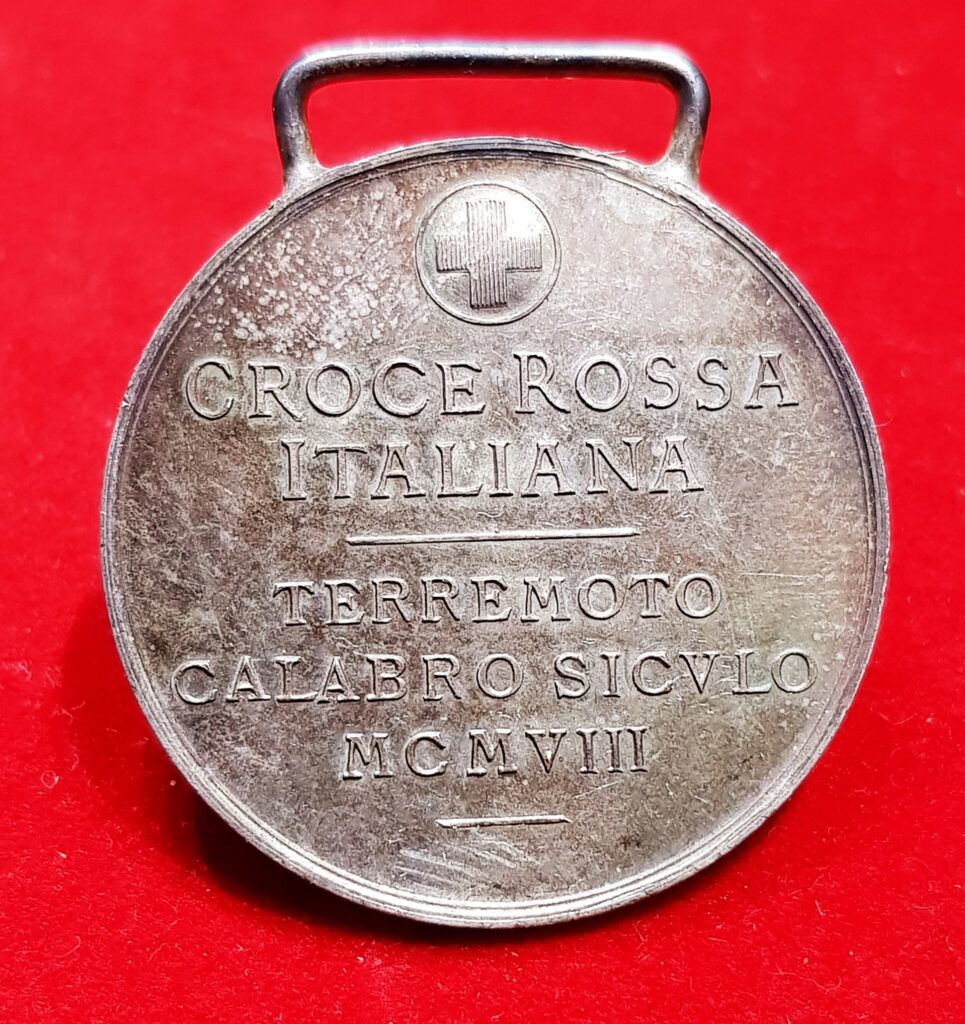 CROCE ROSSA
ITALIANA
TERREMOTO
CALABRO SICVLO
MCMVIII